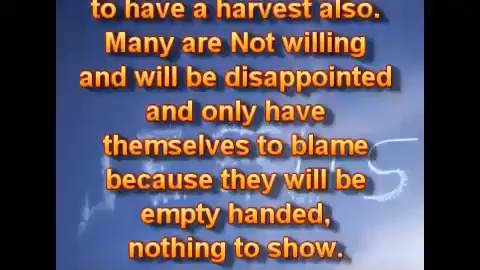 to have a harvest also.
Many are Not willing
and will be disappointed
and only have
themselves to blame
because they will be
empty handed,
nothing to show.